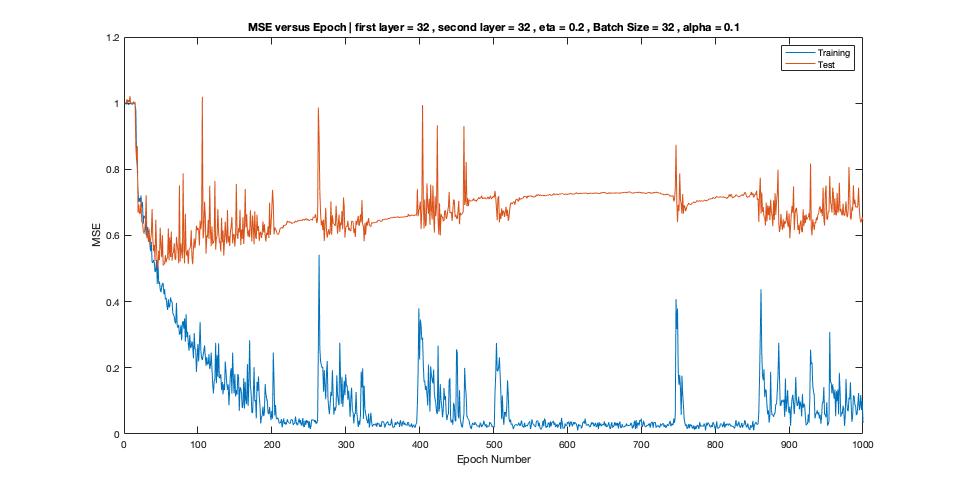 MSE versus Epoch | first layer = 32 , second layer = 32 , eta = 0.2 , Batch Size = 32 , alpha = 0.1
1.2
1
0.8
0.6
0.4
0.2
0
MSE
Training
Test
0 100 200 300 400 500 600 700 800 900 1000
Epoch Number